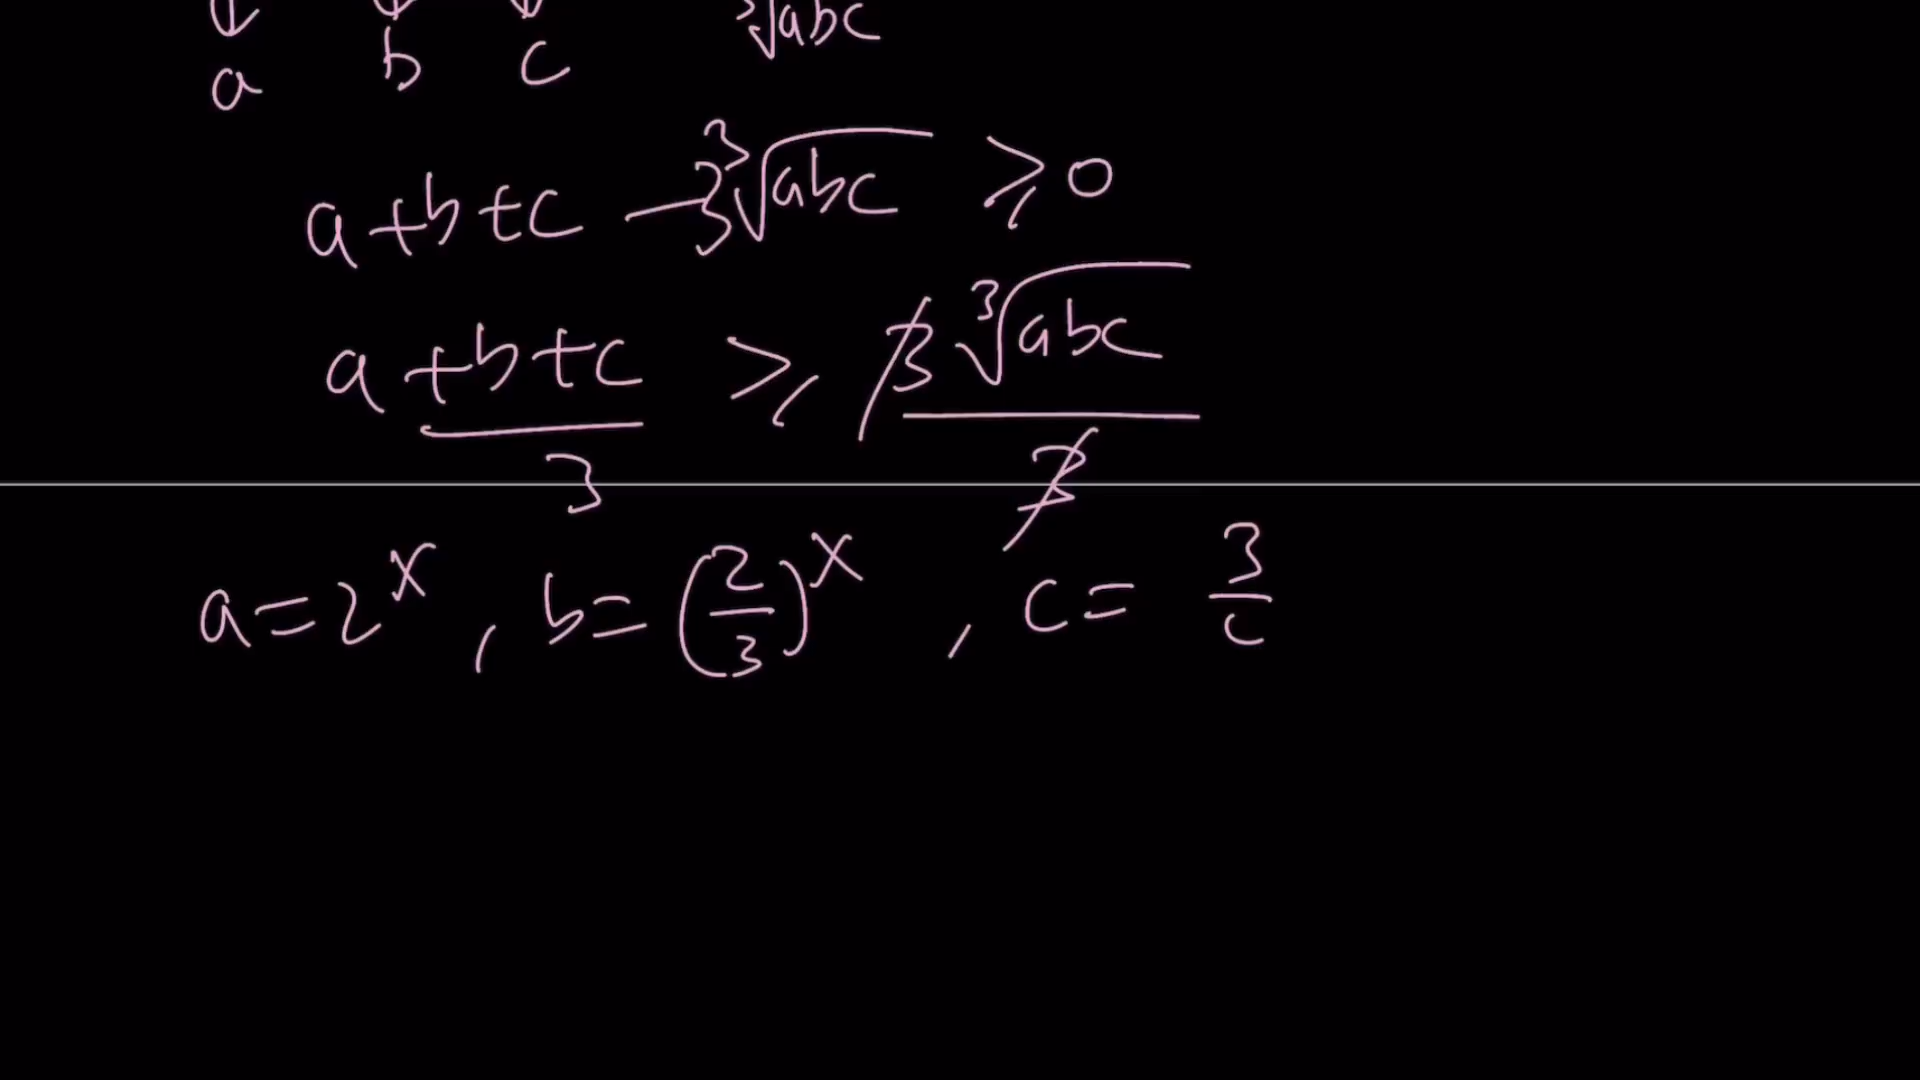 a b c ∛abc
a+b+c −3∛abc ≥ 0
a+b+c/3 ≥ 3∛abc/3
a=2^x, b=(2/3)^x, c= 3/c